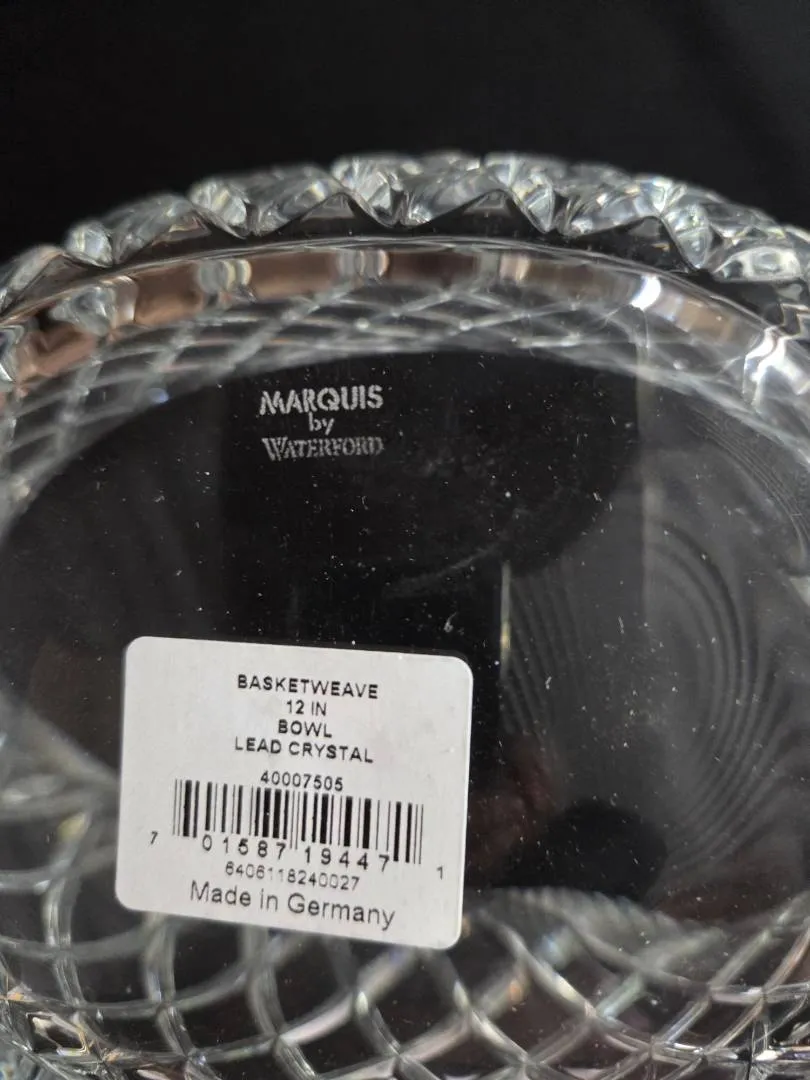 MARQUIS
by
WATERFORD
BASKETWEAVE
12 IN
BOWL
LEAD CRYSTAL
40007505
7 01587 19447 1
6406118240027
Made in Germany